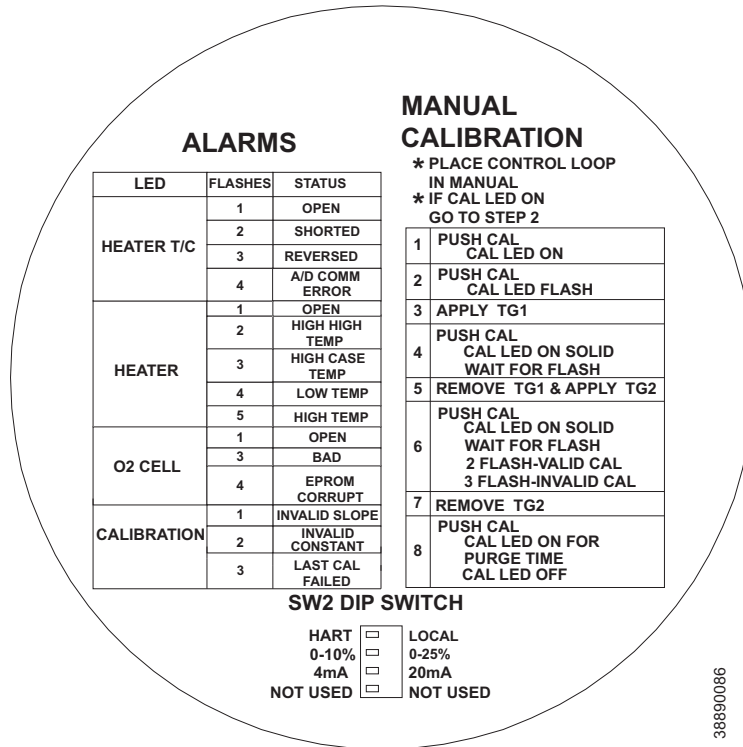 ALARMS
LED FLASHES STATUS
HEATER T/C
1 OPEN
2 SHORTED
3 REVERSED
4 A/D COMM
ERROR
HEATER
1 OPEN
2 HIGH HIGH
TEMP
3 HIGH CASE
TEMP
4 LOW TEMP
5 HIGH TEMP
O2 CELL
1 OPEN
3 BAD
4 EPROM
CORRUPT
CALIBRATION
1 INVALID SLOPE
2 INVALID
CONSTANT
3 LAST CAL
FAILED
MANUAL
CALIBRATION
* PLACE CONTROL LOOP
IN MANUAL
* IF CAL LED ON
GO TO STEP 2
1 PUSH CAL
CAL LED ON
2 PUSH CAL
CAL LED FLASH
3 APPLY TG1
4 PUSH CAL
CAL LED ON SOLID
WAIT FOR FLASH
5 REMOVE TG1 & APPLY TG2
6 PUSH CAL
CAL LED ON SOLID
WAIT FOR FLASH
2 FLASH-VALID CAL
3 FLASH-INVALID CAL
7 REMOVE TG2
8 PUSH CAL
CAL LED ON FOR
PURGE TIME
CAL LED OFF
SW2 DIP SWITCH
HART LOCAL
0-10% 0-25%
4mA 20mA
NOT USED NOT USED
38890086